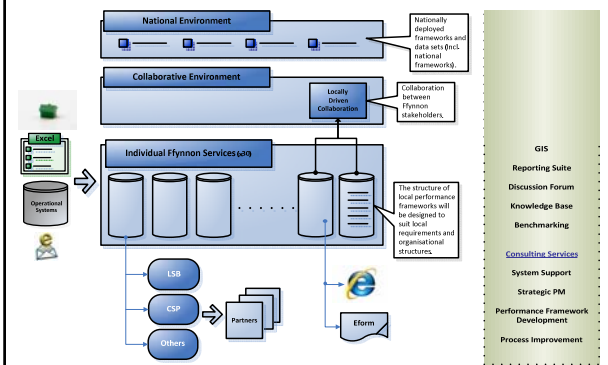 National Environment
Nationally
deployed
frameworks and
data sets (Incl.
national
frameworks).
Collaborative Environment
Locally
Driven
Collaboration
Collaboration
between
Ffynnon
stakeholders.
Excel
Operational
Systems
Individual Ffynnon Services
The structure of
local performance
frameworks will
be designed to
suit local
requirements and
organisational
structures.
LSB
CSP
Others
Partners
Eform
GIS
Reporting Suite
Discussion Forum
Knowledge Base
Benchmarking
Consulting Services
System Support
Strategic PM
Performance Framework
Development
Process Improvement